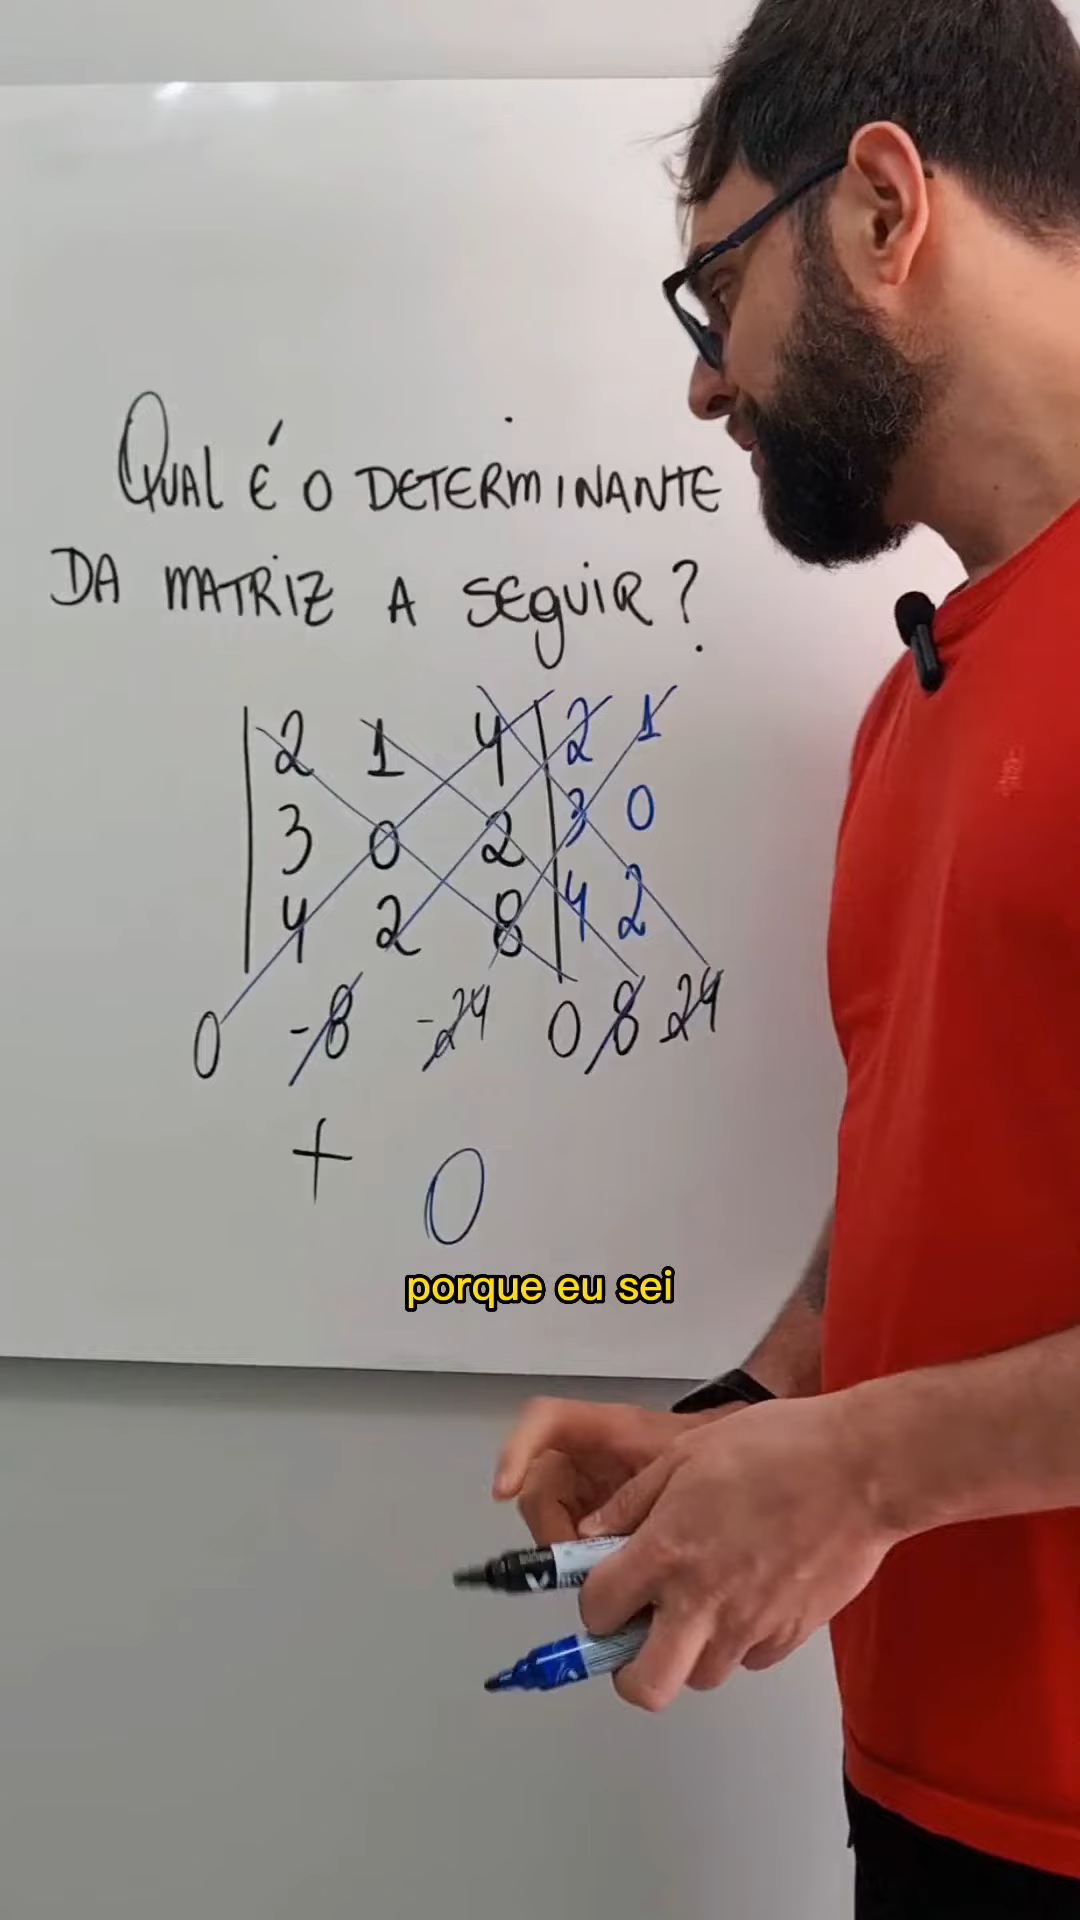 QUAL É O DETERMINANTE
DA MATRIZ A SEGUIR?
2 1 4 2 1
3 0 2 3 0
4 2 8 4 2
0 -8 -24 0 8 24
+ 0
porque eu sei